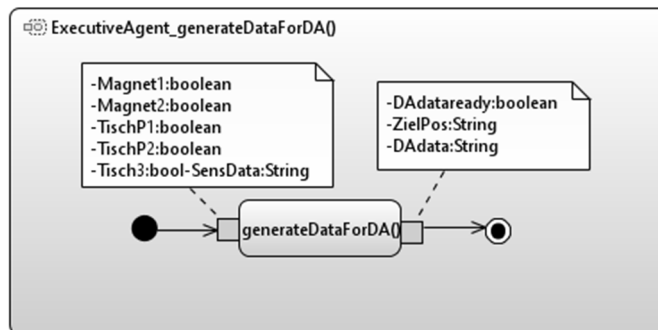 ExecutiveAgent_generateDataForDA()
-Magnet1:boolean
-Magnet2:boolean
-TischP1:boolean
-TischP2:boolean
-Tisch3:bool-SensData:String
-DAdataready:boolean
-ZielPos:String
-DAdata:String
generateDataForDA()